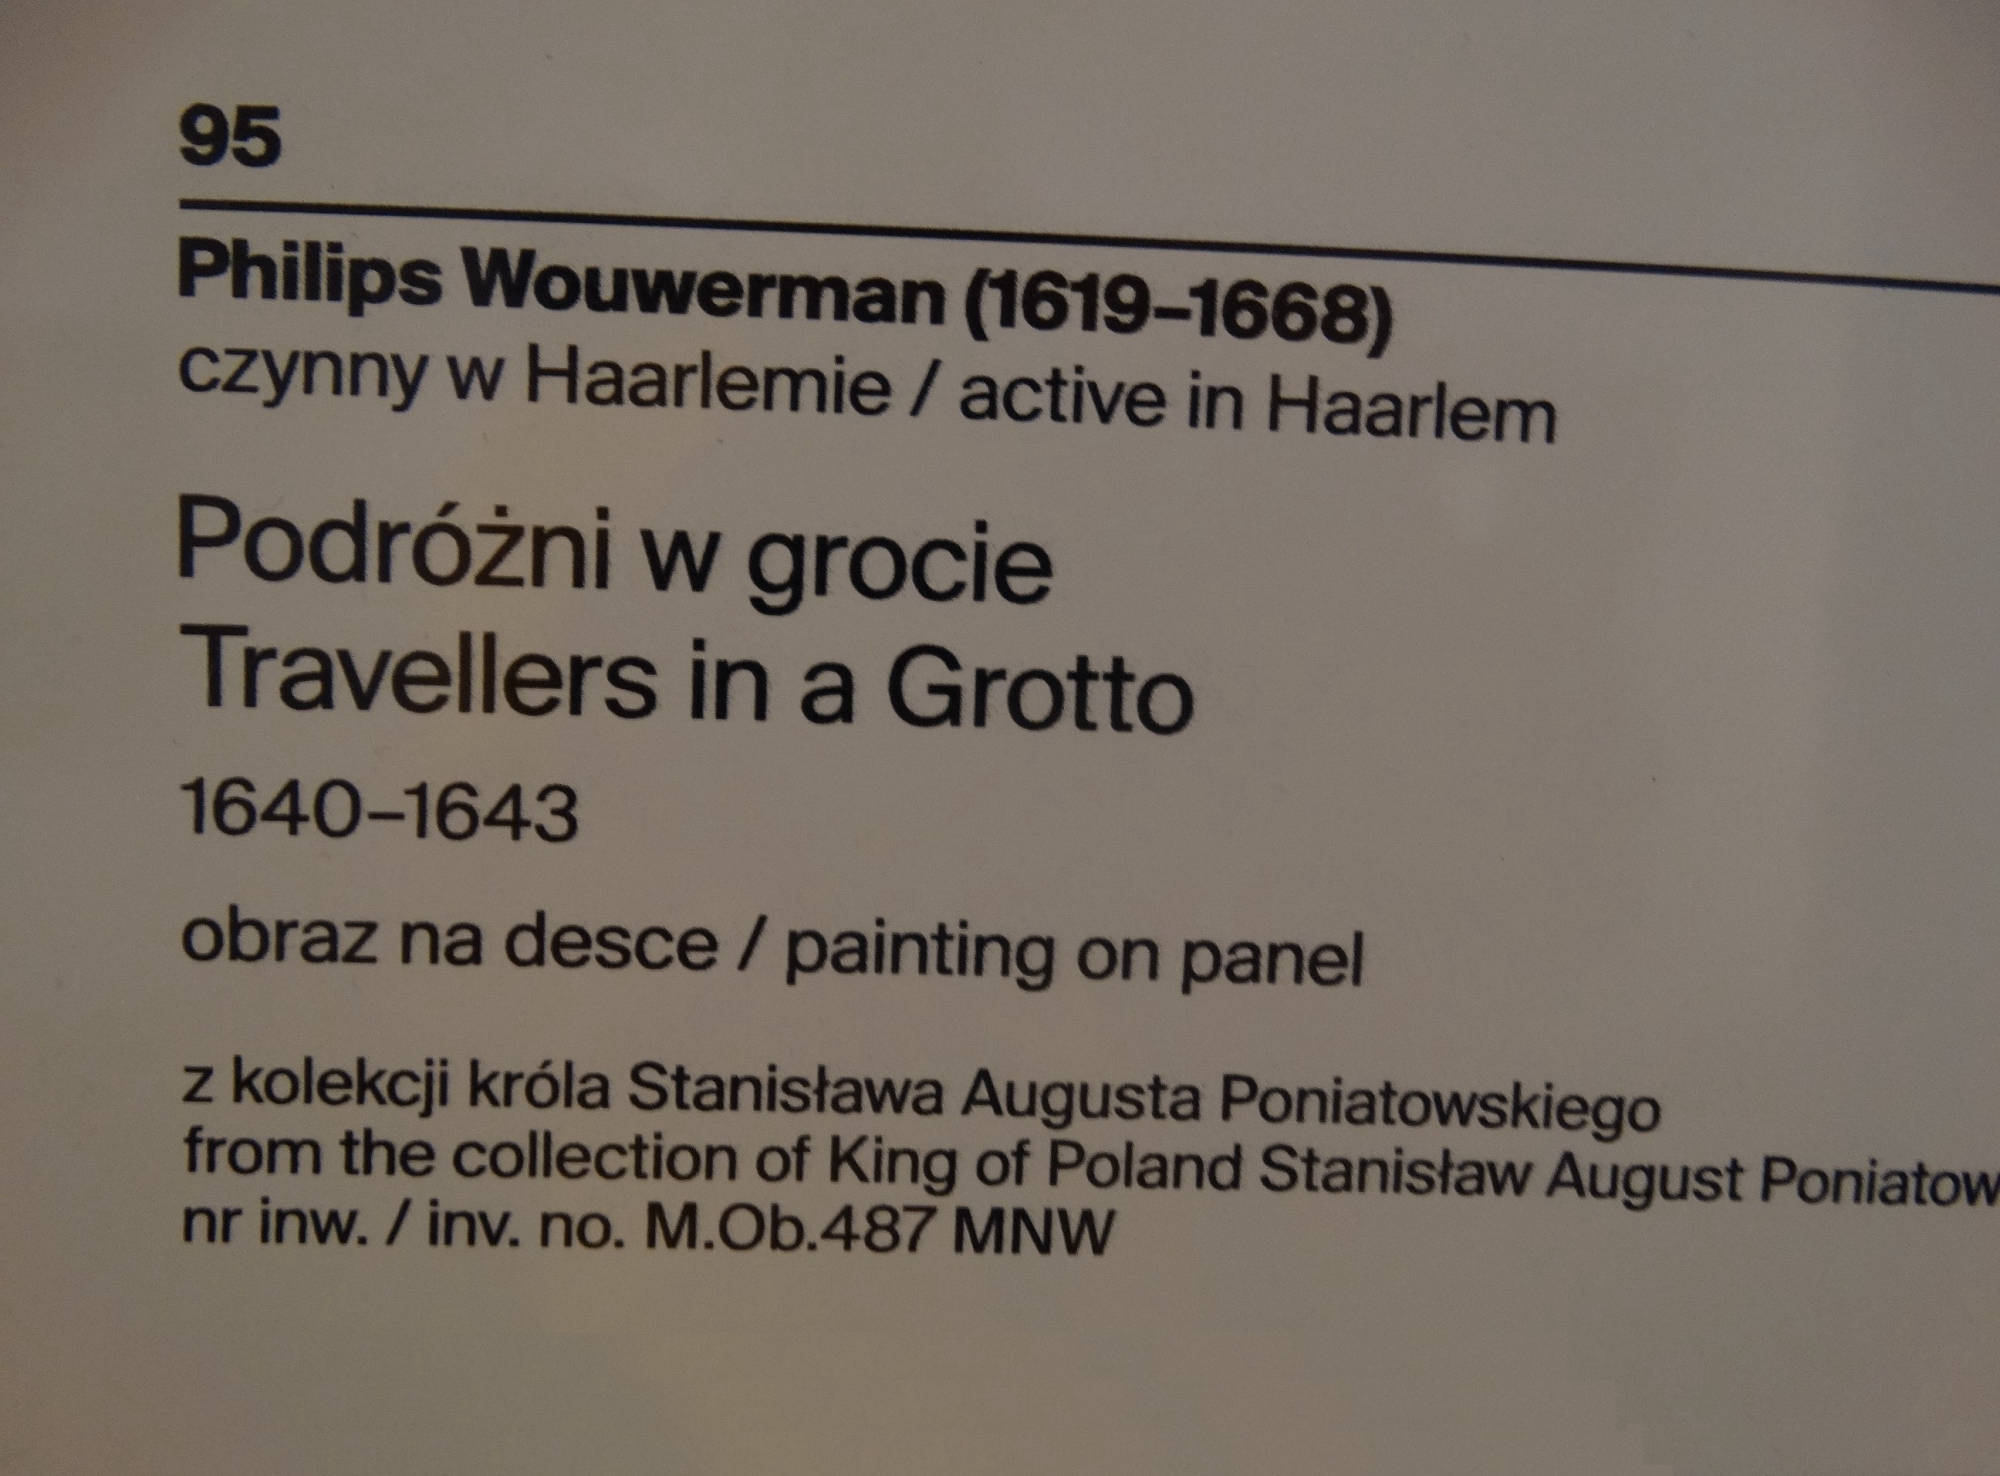 95
Philips Wouwerman (1619–1668)
czynny w Haarlemie / active in Haarlem
Podróżni w grocie
Travellers in a Grotto
1640–1643
obraz na desce / painting on panel
z kolekcji króla Stanisława Augusta Poniatowskiego
from the collection of King of Poland Stanisław August Poniatow
nr inw. / inv. no. M.Ob.487 MNW